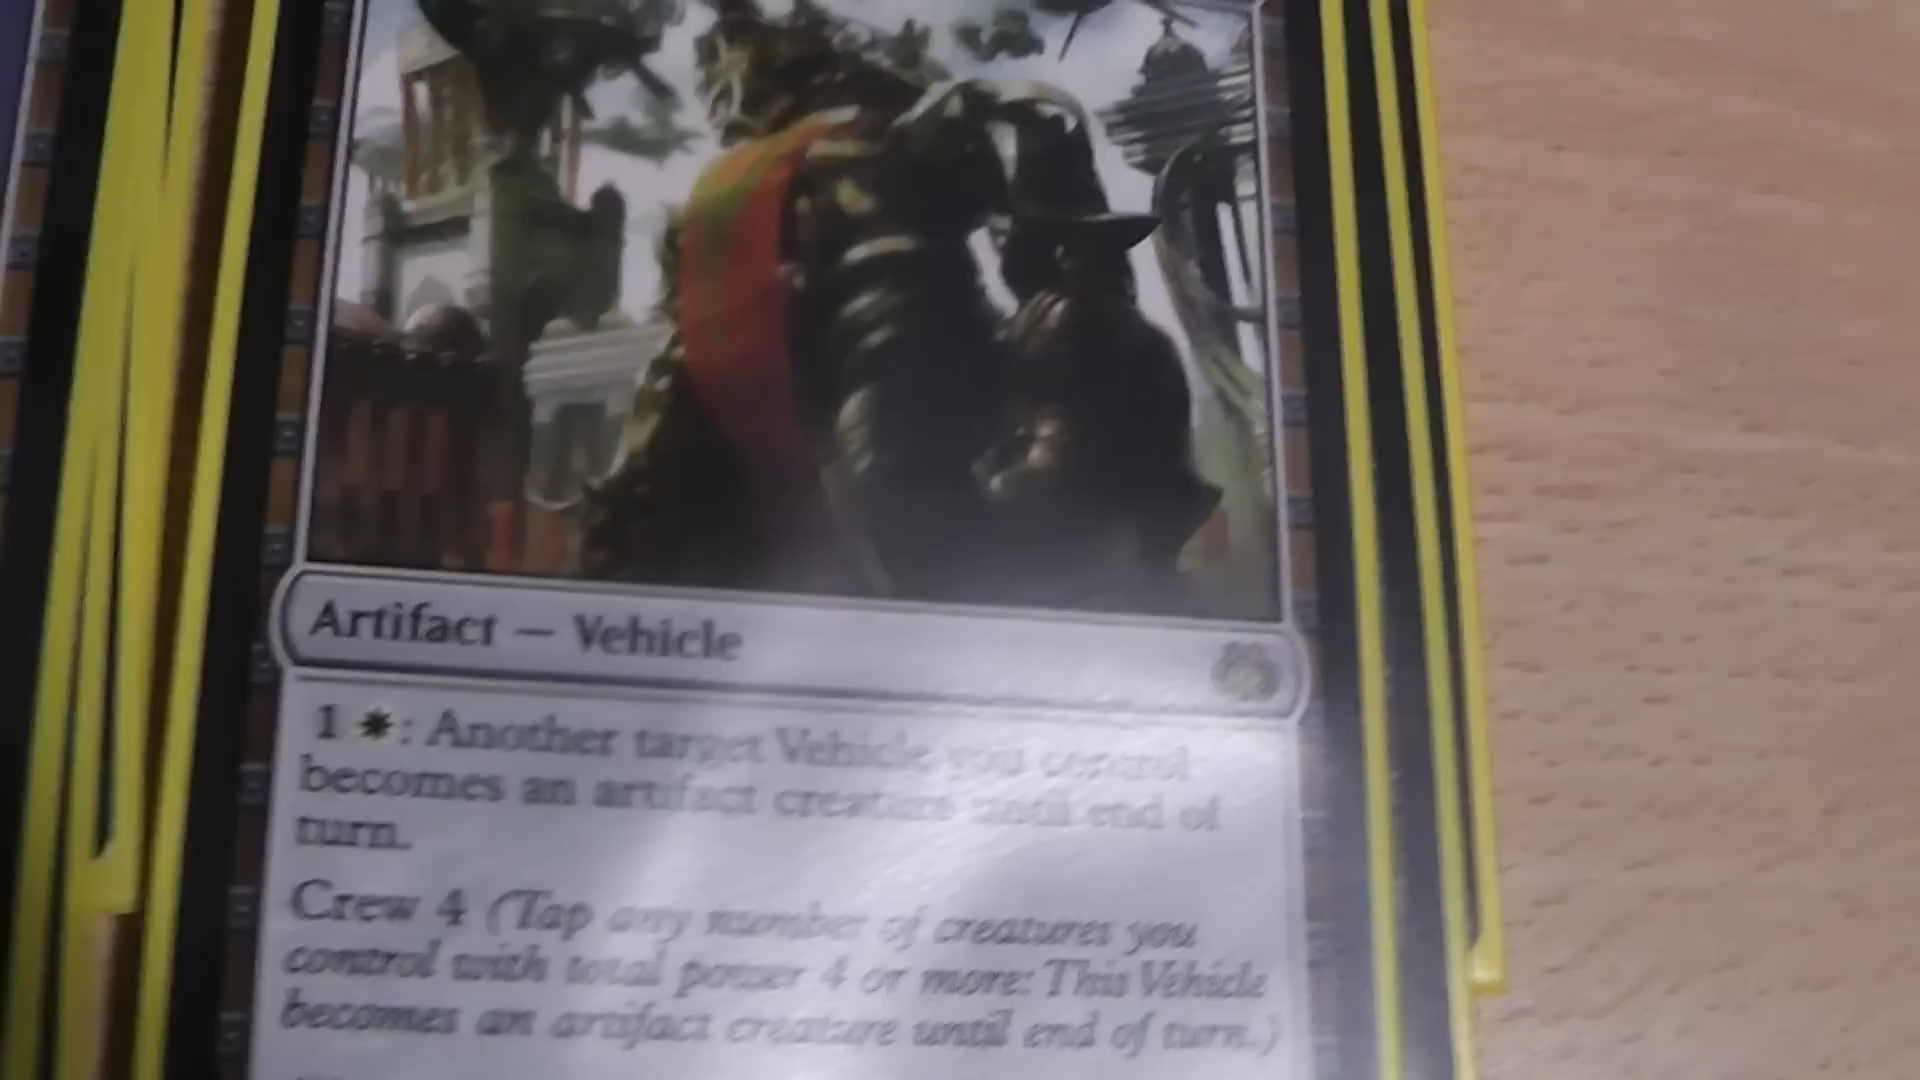 Artifact — Vehicle
1 ☀: Another target Vehicle you control
becomes an artifact creature until end of
turn.
Crew 4 (Tap any number of creatures you
control with total power 4 or more: This Vehicle
becomes an artifact creature until end of turn.)